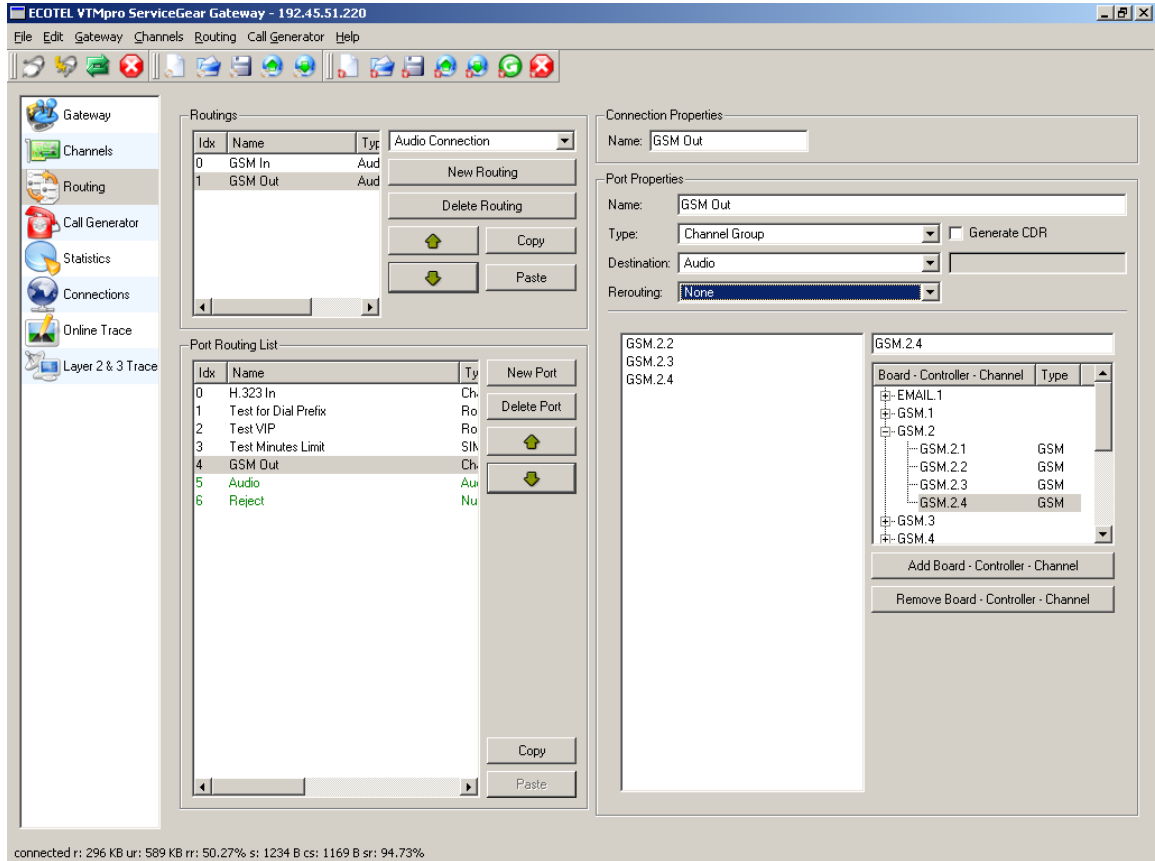 ECOTEL VTMpro ServiceGear Gateway - 192.45.51.220
File Edit Gateway Channels Routing Call Generator Help
Gateway
Channels
Routing
Call Generator
Statistics
Connections
Online Trace
Layer 2 & 3 Trace
Routings
Idx Name Typ
0 GSM In Aud
1 GSM Out Aud
Audio Connection
New Routing
Delete Routing
Copy
Paste
Port Routing List
Idx Name Ty
0 H.323 In Ch
1 Test for Dial Prefix Ro
2 Test VIP Ro
3 Test Minutes Limit SIM
4 GSM Out Ch
5 Audio Au
6 Reject Nu
New Port
Delete Port
Copy
Paste
Connection Properties
Name: GSM Out
Port Properties
Name: GSM Out
Type: Channel Group Generate CDR
Destination: Audio
Rerouting: None
GSM.2.2
GSM.2.3
GSM.2.4
GSM.2.4
Board - Controller - Channel Type
EMAIL.1
GSM.1
GSM.2
GSM.2.1 GSM
GSM.2.2 GSM
GSM.2.3 GSM
GSM.2.4 GSM
GSM.3
GSM.4
Add Board - Controller - Channel
Remove Board - Controller - Channel
connected r: 296 KB ur: 589 KB rr: 50.27% s: 1234 B cs: 1169 B sr: 94.73%